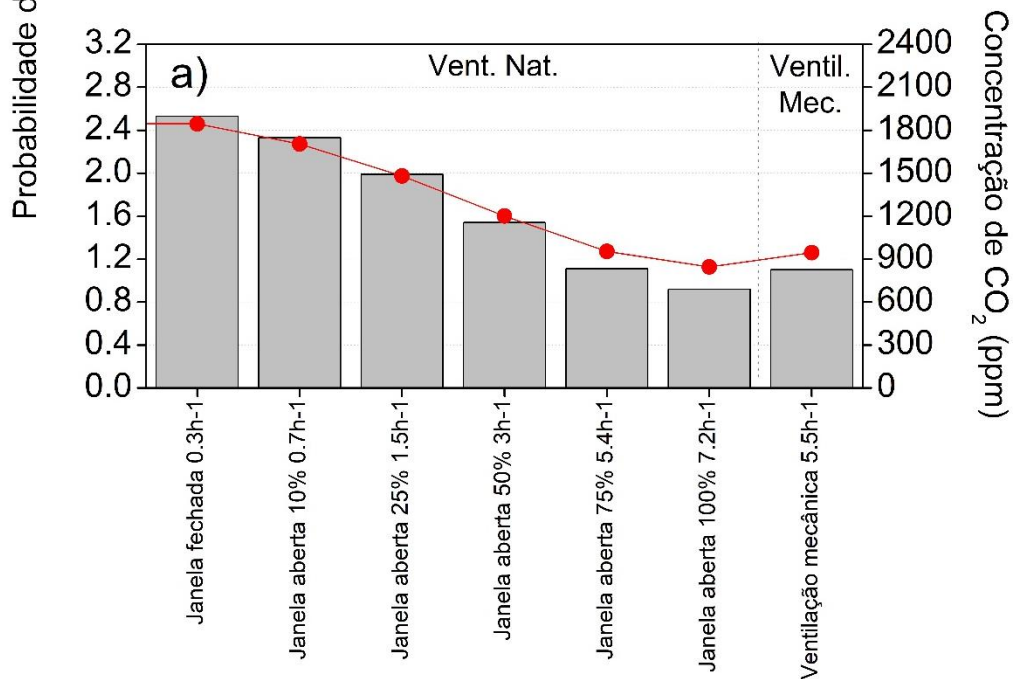 Probabilidade d
3.2
2.8
2.4
2.0
1.6
1.2
0.8
0.4
0.0
a)
Vent. Nat.
Ventil.
Mec.
2400
2100
1800
1500
1200
900
600
300
0
Concentração de CO₂ (ppm)
Janela fechada 0.3h-1
Janela aberta 10% 0.7h-1
Janela aberta 25% 1.5h-1
Janela aberta 50% 3h-1
Janela aberta 75% 5.4h-1
Janela aberta 100% 7.2h-1
Ventilação mecânica 5.5h-1